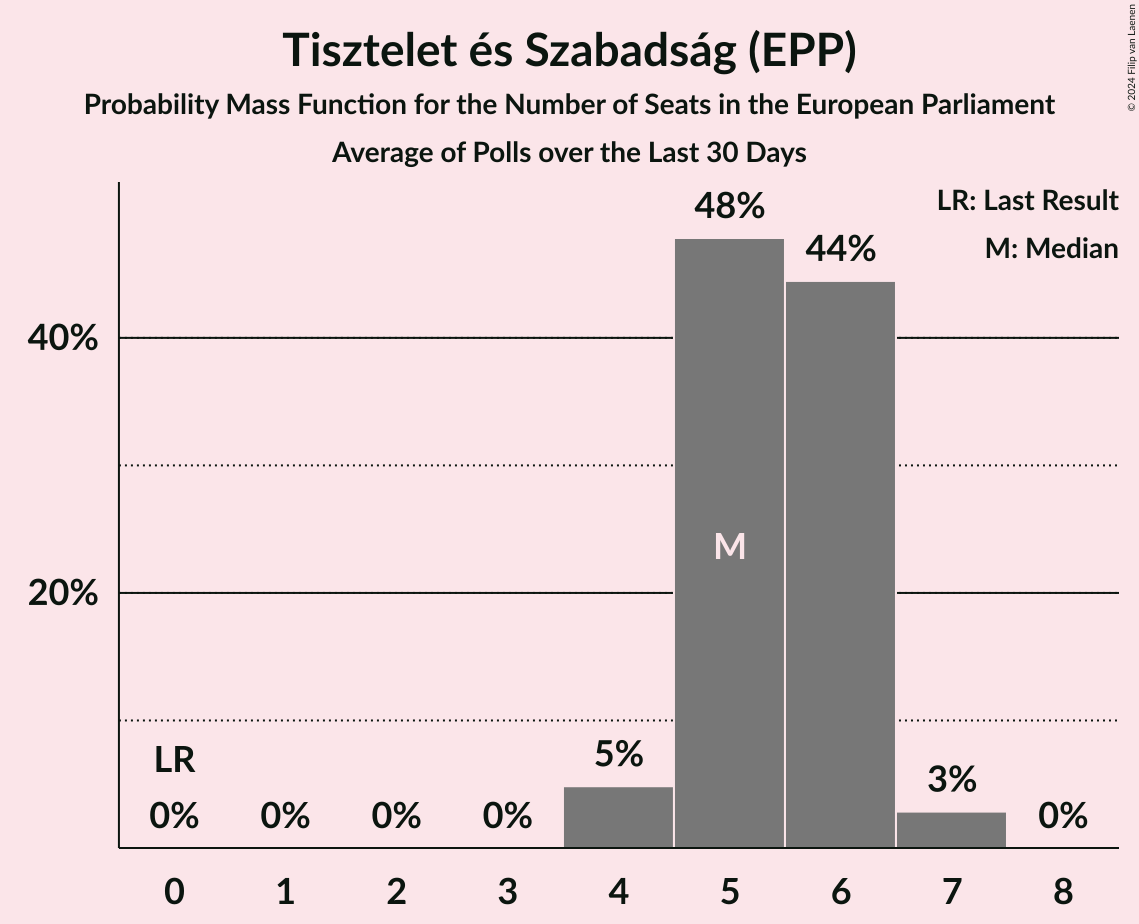 Tisztelet és Szabadság (EPP)
Probability Mass Function for the Number of Seats in the European Parliament
Average of Polls over the Last 30 Days
© 2024 Filip van Laenen
LR: Last Result
M: Median
48%
44%
40%
M
20%
LR
5%
3%
0% 0% 0% 0% 0%
0 1 2 3 4 5 6 7 8